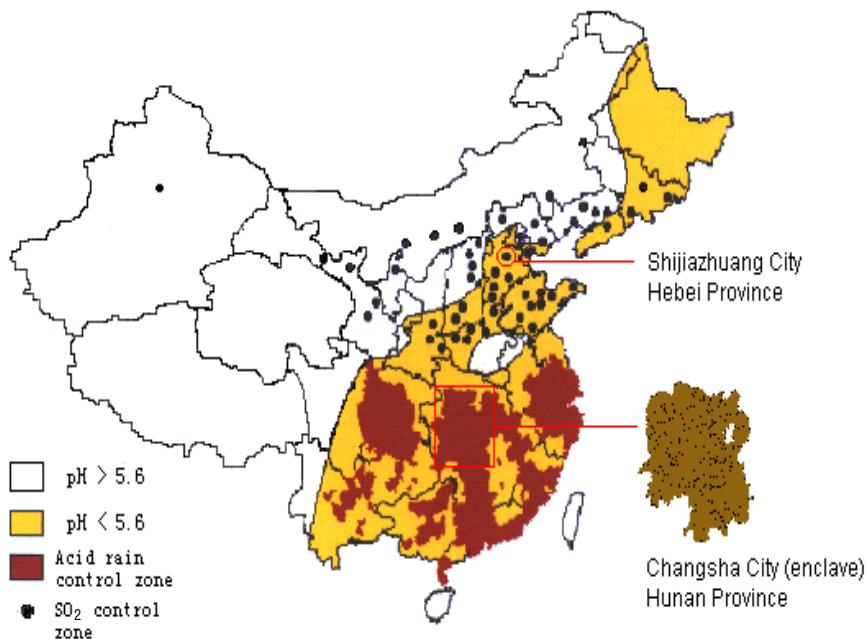 Shijiazhuang City
Hebei Province
pH > 5.6
pH < 5.6
Acid rain
control zone
SO₂ control
zone
Changsha City (enclave)
Hunan Province